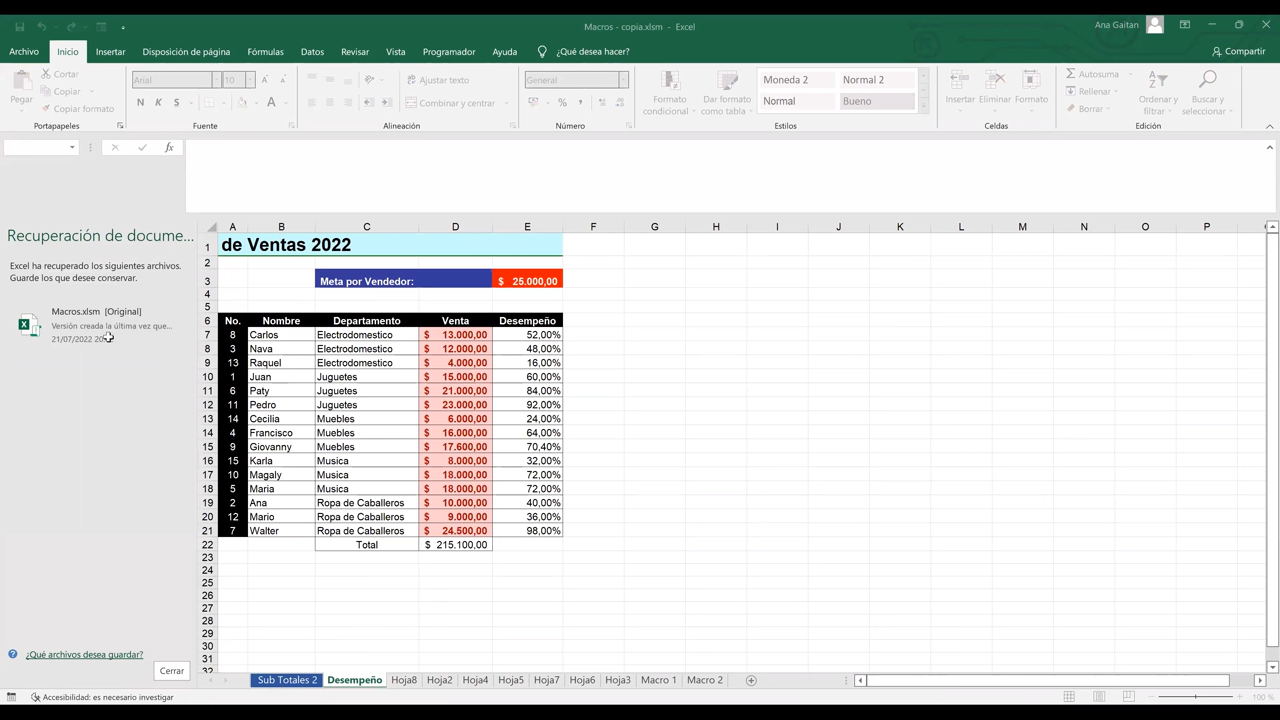 Macros - copia.xlsm - Excel
Ana Gaitan
Archivo Inicio Insertar Disposición de página Fórmulas Datos Revisar Vista Programador Ayuda ¿Qué desea hacer? Compartir
Pegar
Cortar
Copiar
Copiar formato
Portapapeles
Arial 10
N K S
Fuente
Ajustar texto
Combinar y centrar
Alineación
General
Número
Formato condicional
Dar formato como tabla
Moneda 2 Normal 2
Normal Bueno
Estilos
Insertar Eliminar Formato
Celdas
Autosuma
Rellenar
Borrar
Ordenar y filtrar
Buscar y seleccionar
Edición
fx
Recuperación de docume...
Excel ha recuperado los siguientes archivos.
Guarde los que desee conservar.
Macros.xlsm [Original]
Versión creada la última vez que...
21/07/2022
¿Qué archivos desea guardar?
Cerrar
A B C D E F G H I J K L M N O P
1 de Ventas 2022
2
3 Meta por Vendedor: $ 25.000,00
4
5
6 No. Nombre Departamento Venta Desempeño
7 8 Carlos Electrodomestico $ 13.000,00 52,00%
8 3 Nava Electrodomestico $ 12.000,00 48,00%
9 13 Raquel Electrodomestico $ 4.000,00 16,00%
10 1 Juan Juguetes $ 15.000,00 60,00%
11 6 Paty Juguetes $ 21.000,00 84,00%
12 11 Pedro Juguetes $ 23.000,00 92,00%
13 14 Cecilia Muebles $ 6.000,00 24,00%
14 4 Francisco Muebles $ 16.000,00 64,00%
15 9 Giovanny Muebles $ 17.600,00 70,40%
16 15 Karla Musica $ 8.000,00 32,00%
17 10 Magaly Musica $ 18.000,00 72,00%
18 5 Maria Musica $ 18.000,00 72,00%
19 2 Ana Ropa de Caballeros $ 10.000,00 40,00%
20 12 Mario Ropa de Caballeros $ 9.000,00 36,00%
21 7 Walter Ropa de Caballeros $ 24.500,00 98,00%
22 Total $ 215.100,00
23
24
25
26
27
28
29
30
31
32
Sub Totales 2 Desempeño Hoja8 Hoja2 Hoja4 Hoja5 Hoja7 Hoja6 Hoja3 Macro 1 Macro 2
Accesibilidad: es necesario investigar
100 %